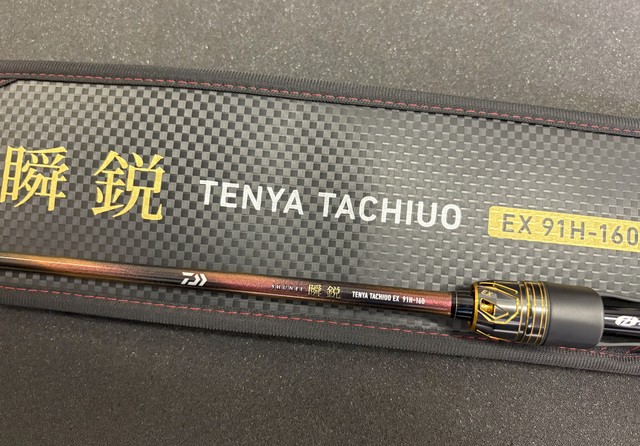 瞬鋭 TENYA TACHIUO EX 91H-160
SHUNEI 瞬鋭 TENYA TACHIUO EX 91H-160